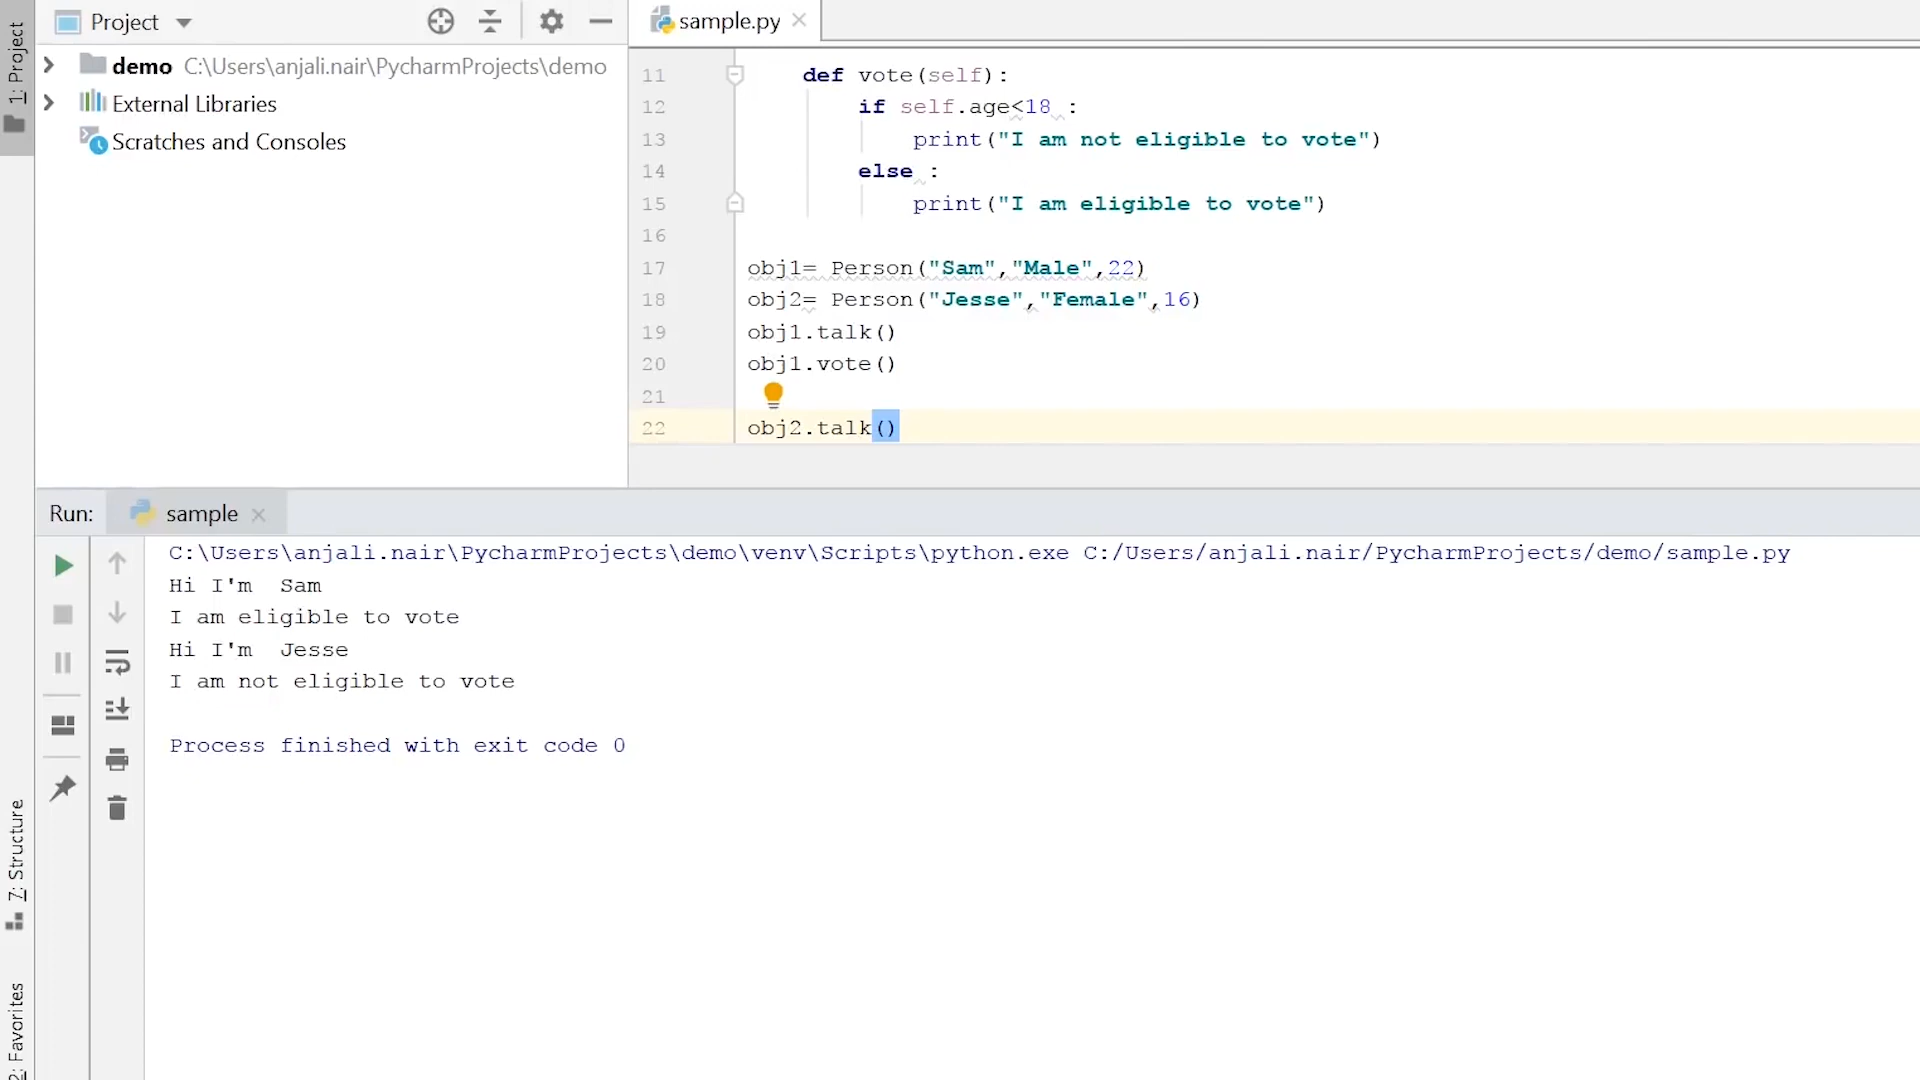 1: Project
Project
demo C:\Users\anjali.nair\PycharmProjects\demo
External Libraries
Scratches and Consoles
sample.py
11 def vote(self):
12 if self.age<18 :
13 print("I am not eligible to vote")
14 else :
15 print("I am eligible to vote")
16
17 obj1= Person("Sam","Male",22)
18 obj2= Person("Jesse","Female",16)
19 obj1.talk()
20 obj1.vote()
21
22 obj2.talk()
Run: sample
C:\Users\anjali.nair\PycharmProjects\demo\venv\Scripts\python.exe C:/Users/anjali.nair/PycharmProjects/demo/sample.py
Hi I'm  Sam
I am eligible to vote
Hi I'm  Jesse
I am not eligible to vote
Process finished with exit code 0
7: Structure
2: Favorites